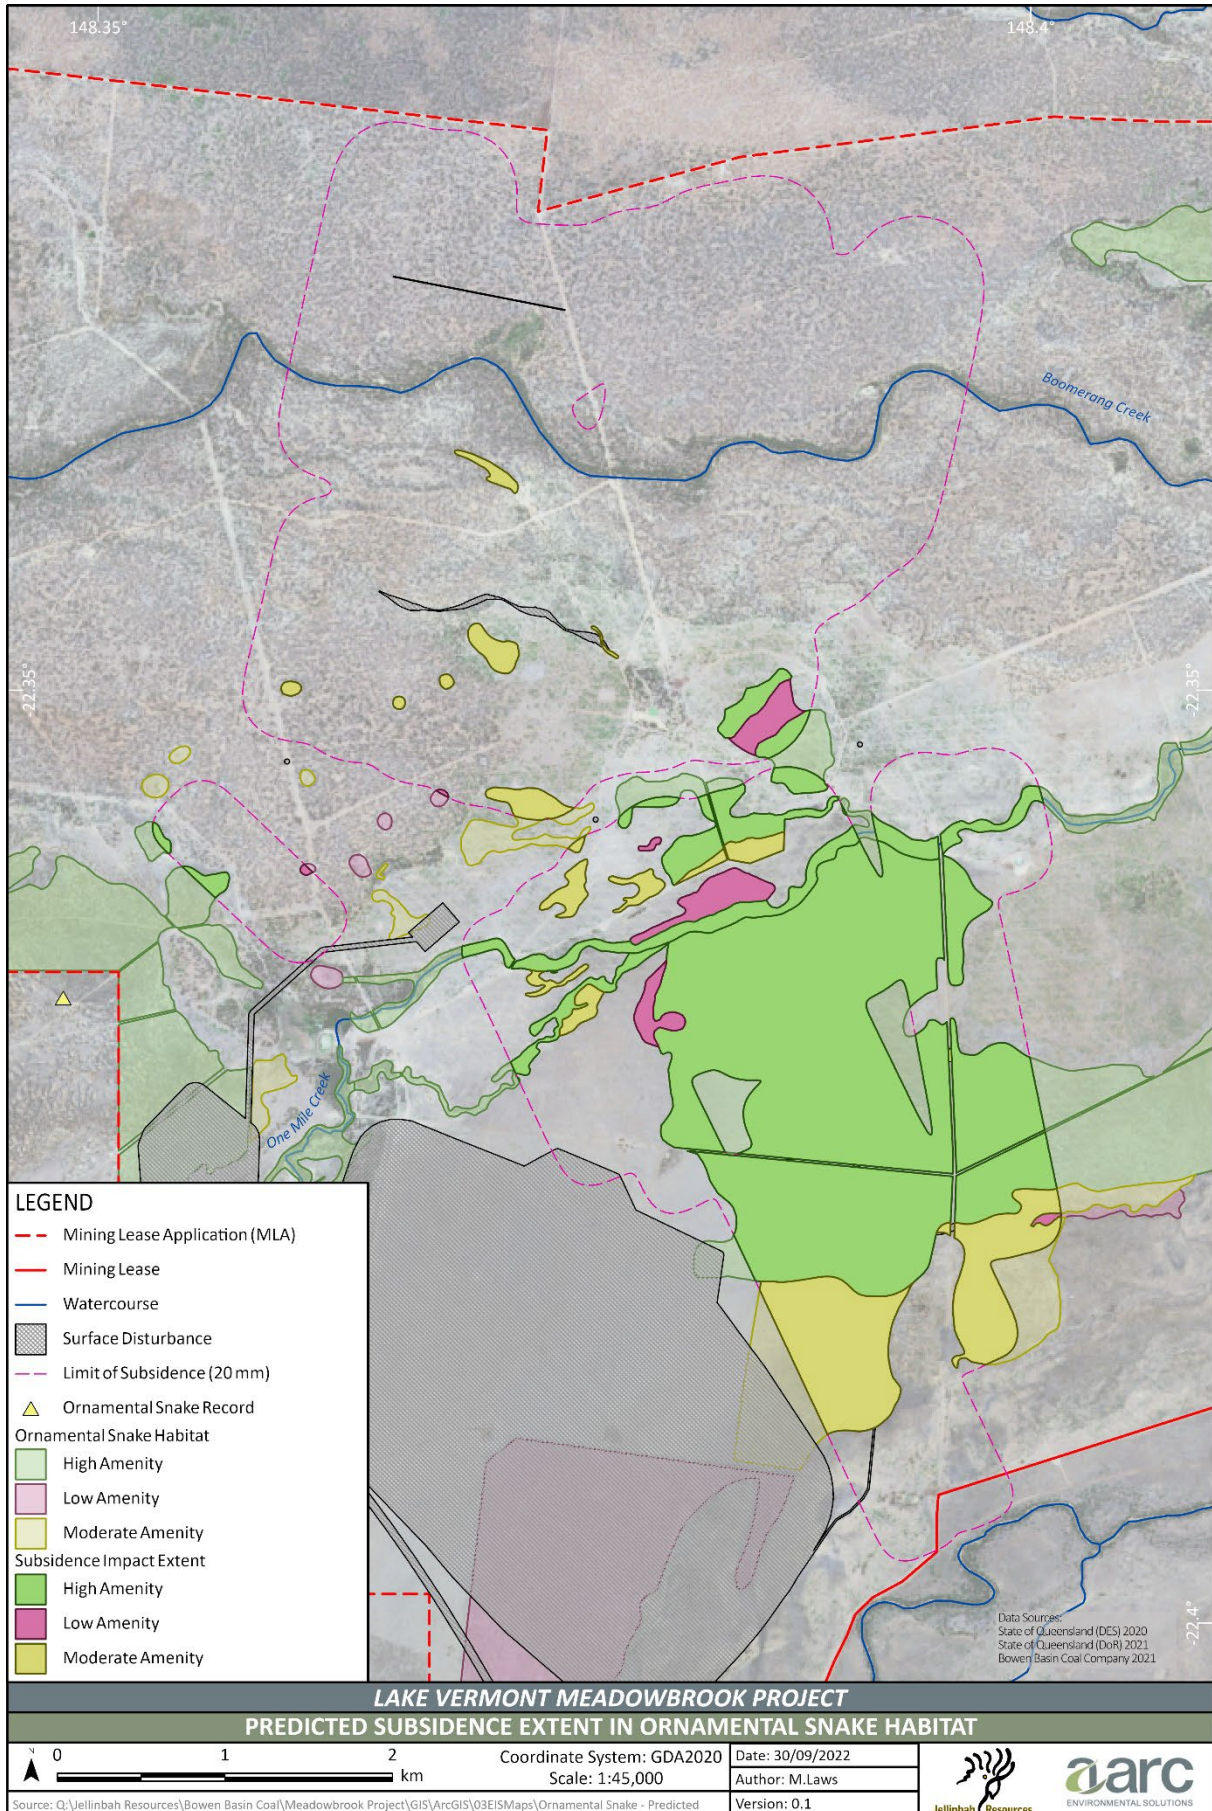 148.35°
148.4°
Boomerang Creek
-22.35°
-22.35°
One Mile Creek
LEGEND
Mining Lease Application (MLA)
Mining Lease
Watercourse
Surface Disturbance
Limit of Subsidence (20 mm)
Ornamental Snake Record
Ornamental Snake Habitat
High Amenity
Low Amenity
Moderate Amenity
Subsidence Impact Extent
High Amenity
Low Amenity
Moderate Amenity
Data Sources:
State of Queensland (DES) 2020
State of Queensland (DoR) 2021
Bowen Basin Coal Company 2021
-22.4°
LAKE VERMONT MEADOWBROOK PROJECT
PREDICTED SUBSIDENCE EXTENT IN ORNAMENTAL SNAKE HABITAT
0 1 2
km
Coordinate System: GDA2020
Scale: 1:45,000
Date: 30/09/2022
Author: M.Laws
Version: 0.1
Jellinbah Resources
aarc
ENVIRONMENTAL SOLUTIONS
Source: Q:\Jellinbah Resources\Bowen Basin Coal\Meadowbrook Project\GIS\ArcGIS\03EISMaps\Ornamental Snake - Predicted